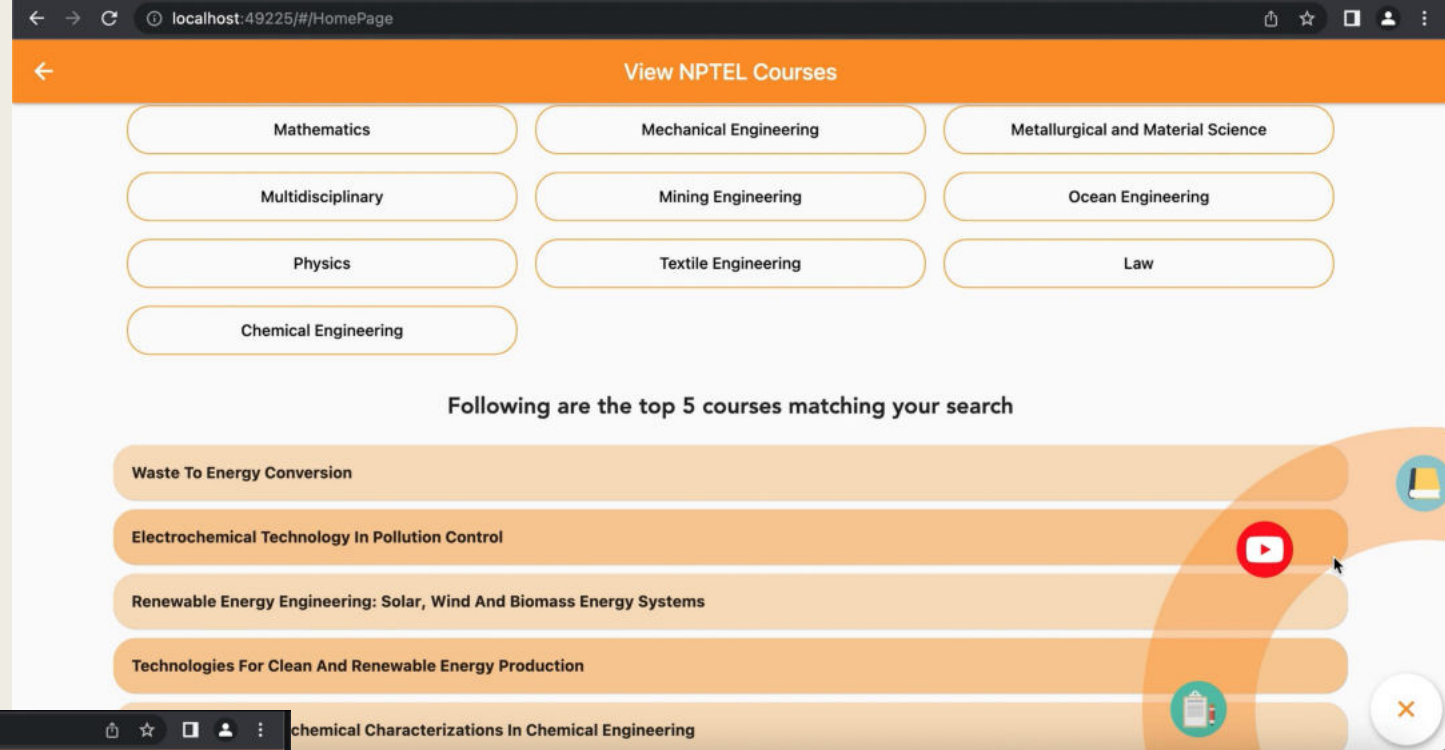 localhost:49225/#/HomePage
View NPTEL Courses
Mathematics
Mechanical Engineering
Metallurgical and Material Science
Multidisciplinary
Mining Engineering
Ocean Engineering
Physics
Textile Engineering
Law
Chemical Engineering
Following are the top 5 courses matching your search
Waste To Energy Conversion
Electrochemical Technology In Pollution Control
Renewable Energy Engineering: Solar, Wind And Biomass Energy Systems
Technologies For Clean And Renewable Energy Production
chemical Characterizations In Chemical Engineering